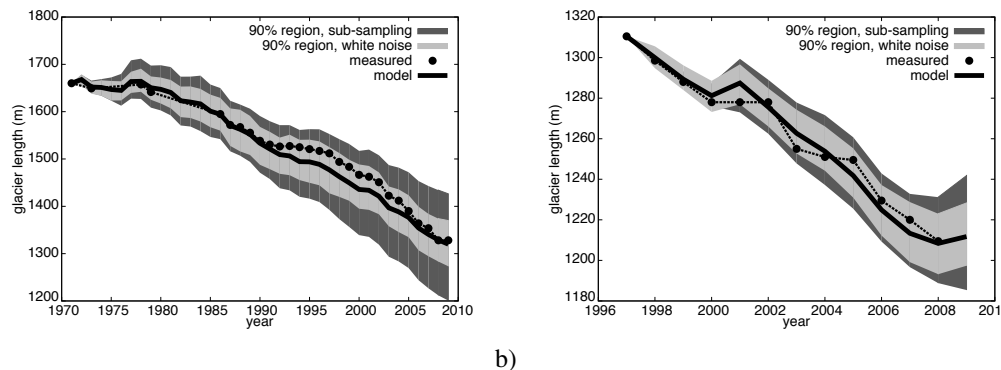 1800
1700
1600
1500
1400
1300
1200
glacier length (m)
1970 1975 1980 1985 1990 1995 2000 2005 2010
year
90% region, sub-sampling
90% region, white noise
measured
model
1320
1300
1280
1260
1240
1220
1200
1180
glacier length (m)
1996 1998 2000 2002 2004 2006 2008 201
year
90% region, sub-sampling
90% region, white noise
measured
model
b)